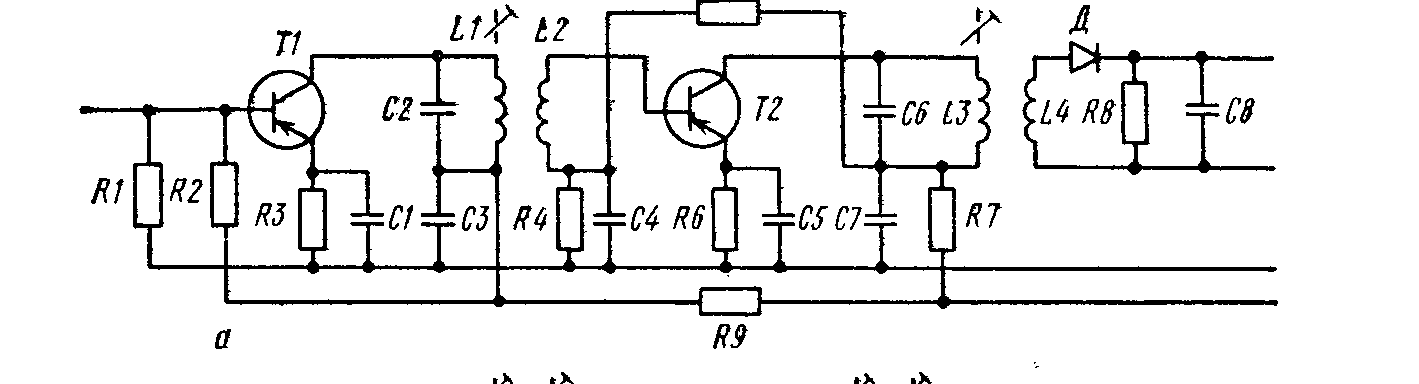 T1 L1 L2 Д
C2 T2 C6 L3 L4 R8 C8
R1 R2 R3 C1 C3 R4 C4 R6 C5 C7 R7
а R9